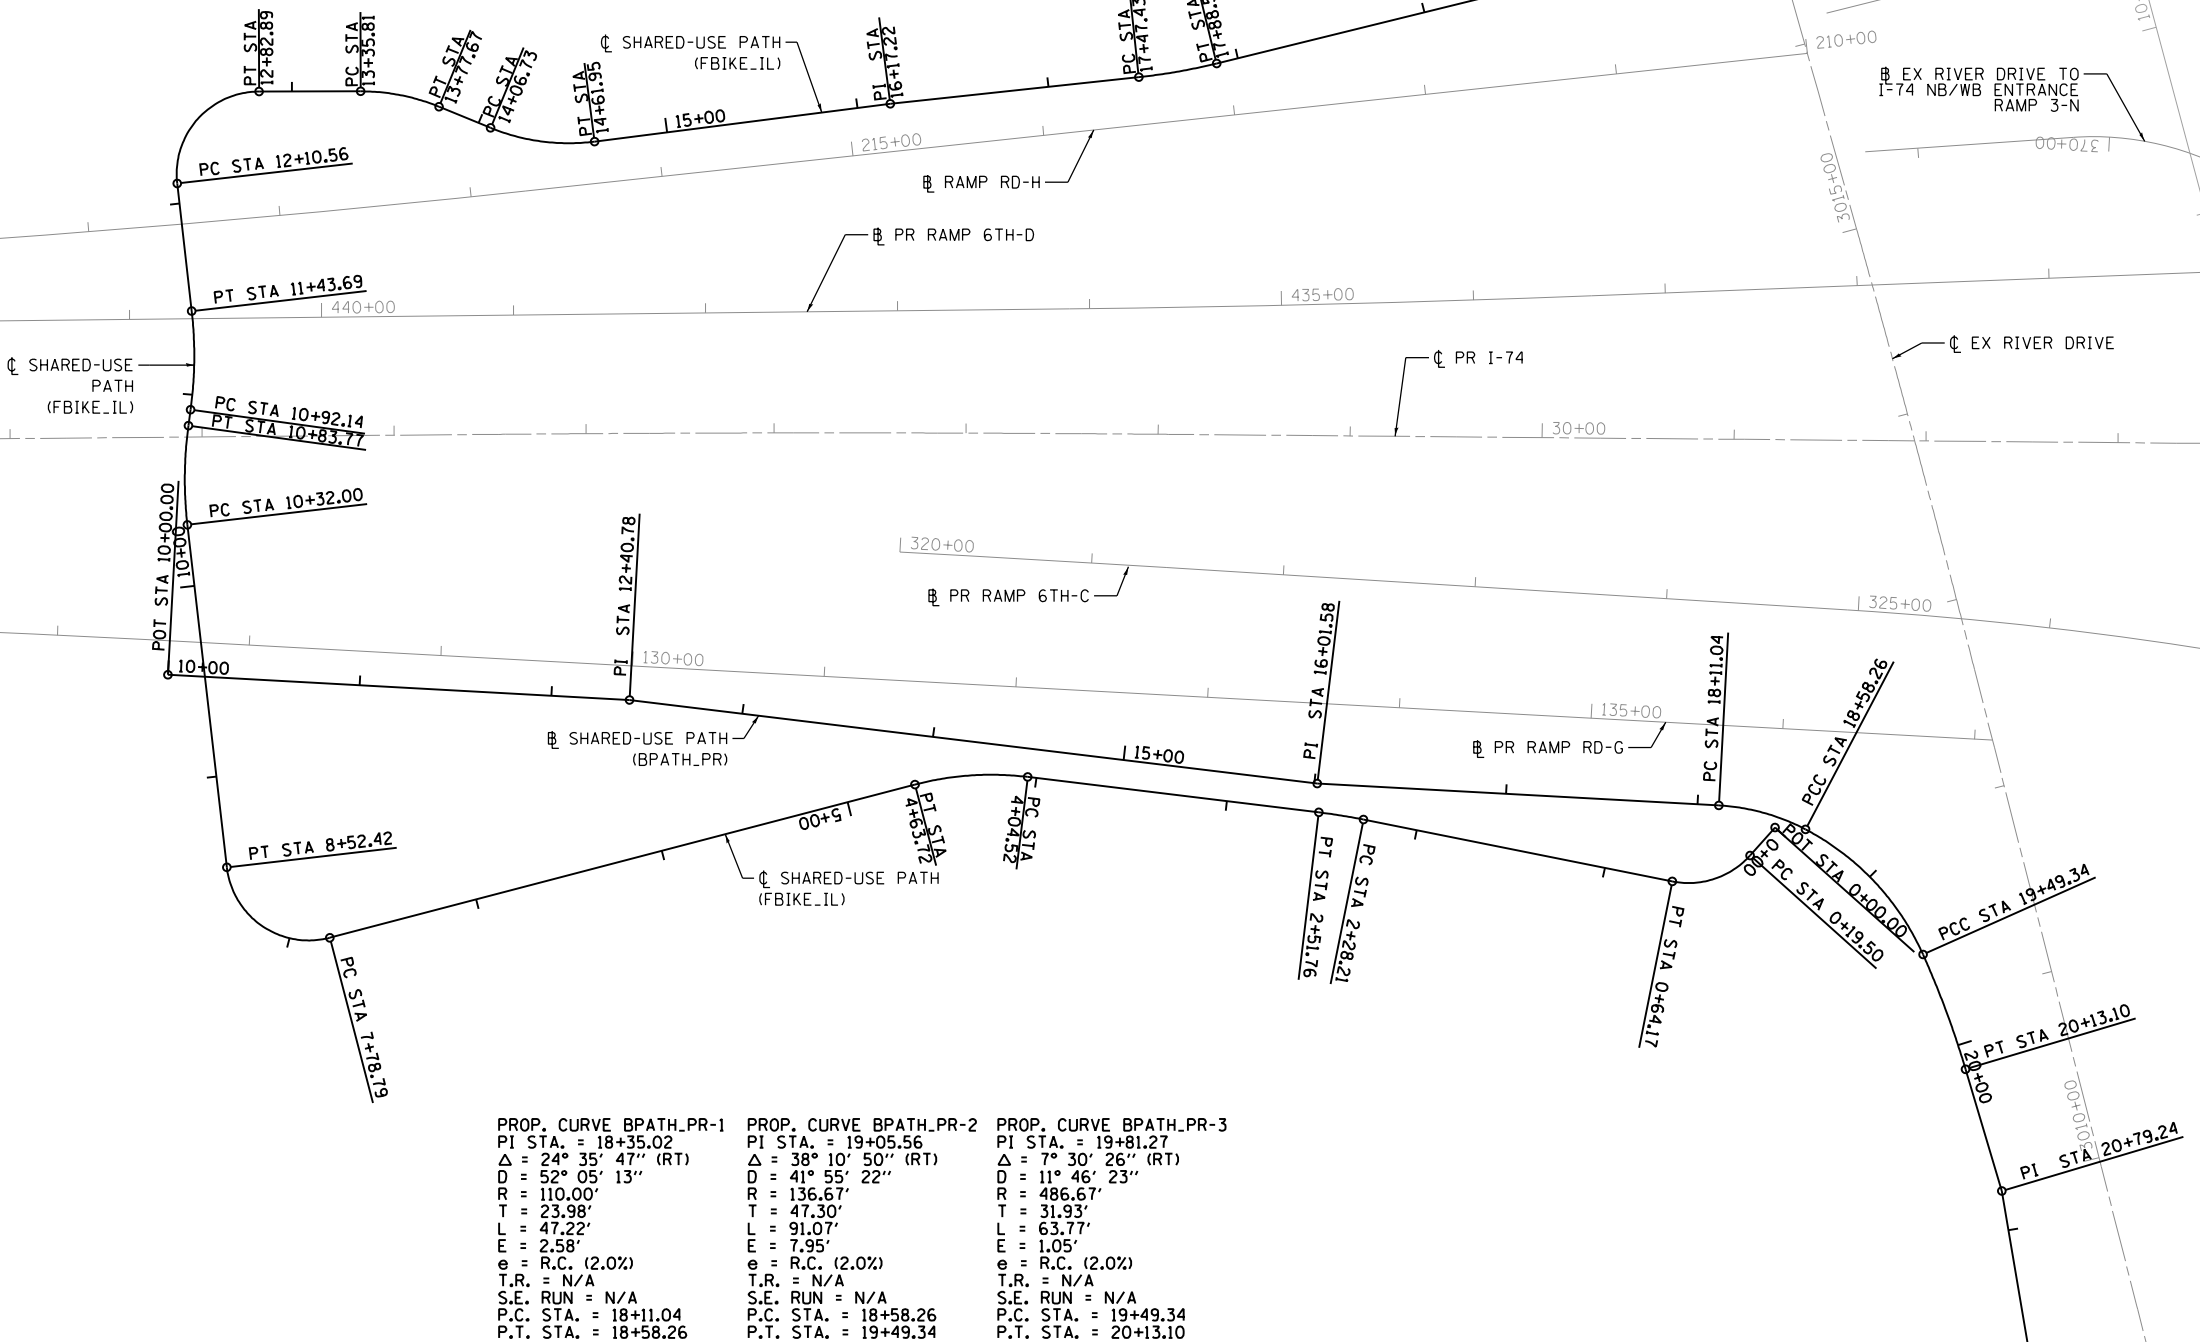 PT STA
12+82.89
PC STA
13+35.81
PT STA
13+77.67
PC STA
14+06.73
PT STA
14+61.95
℄ SHARED-USE PATH
(FBIKE_IL)
PI STA
16+17.22
PC STA
PT STA
210+00
EX RIVER DRIVE TO
I-74 NB/WB ENTRANCE
RAMP 3-N
370+00
15+00
215+00
PC STA 12+10.56
RAMP RD-H
3015+00
PR RAMP 6TH-D
PT STA 11+43.69
440+00
435+00
℄ SHARED-USE
PATH
(FBIKE_IL)
℄ PR I-74
℄ EX RIVER DRIVE
PC STA 10+92.14
PT STA 10+83.77
30+00
PC STA 10+32.00
POT STA 10+00.00
10+00
PI STA 12+40.78
320+00
PR RAMP 6TH-C
325+00
PI STA 16+01.58
PC STA 18+11.04
PCC STA 18+58.26
10+00
130+00
135+00
SHARED-USE PATH
(BPATH_PR)
15+00
PR RAMP RD-G
PT STA 8+52.42
5+00
PT STA
4+63.72
PC STA
4+04.52
℄ SHARED-USE PATH
(FBIKE_IL)
PT STA 2+51.76
PC STA 2+28.21
PT STA 0+64.17
0+00
POT STA 0+00.00
PC STA 0+19.50
PCC STA 19+49.34
PC STA 7+78.79
PT STA 20+13.10
20+00
3010+00
PI STA 20+79.24
PROP. CURVE BPATH_PR-1
PI STA. = 18+35.02
Δ = 24° 35' 47'' (RT)
D = 52° 05' 13''
R = 110.00'
T = 23.98'
L = 47.22'
E = 2.58'
e = R.C. (2.0%)
T.R. = N/A
S.E. RUN = N/A
P.C. STA. = 18+11.04
P.T. STA. = 18+58.26
PROP. CURVE BPATH_PR-2
PI STA. = 19+05.56
Δ = 38° 10' 50'' (RT)
D = 41° 55' 22''
R = 136.67'
T = 47.30'
L = 91.07'
E = 7.95'
e = R.C. (2.0%)
T.R. = N/A
S.E. RUN = N/A
P.C. STA. = 18+58.26
P.T. STA. = 19+49.34
PROP. CURVE BPATH_PR-3
PI STA. = 19+81.27
Δ = 7° 30' 26'' (RT)
D = 11° 46' 23''
R = 486.67'
T = 31.93'
L = 63.77'
E = 1.05'
e = R.C. (2.0%)
T.R. = N/A
S.E. RUN = N/A
P.C. STA. = 19+49.34
P.T. STA. = 20+13.10